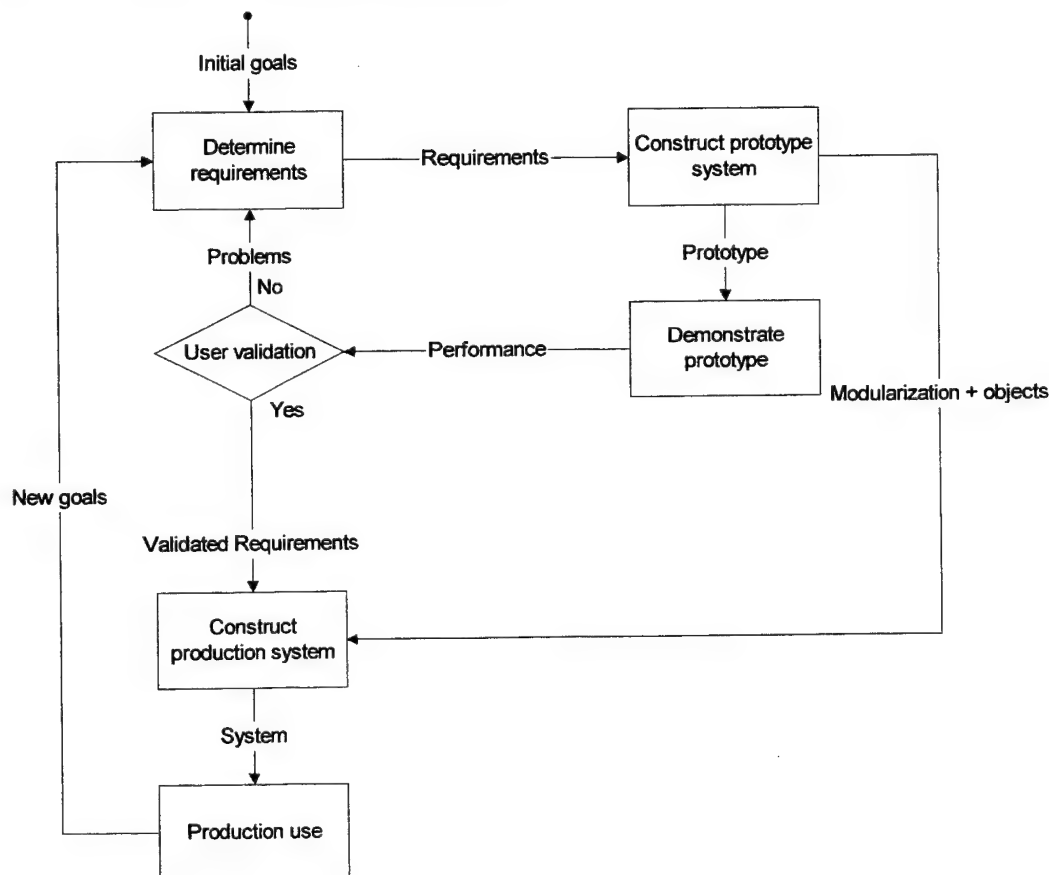 Initial goals
Determine
requirements
Requirements
Construct prototype
system
Problems
No
Prototype
User validation
Performance
Demonstrate
prototype
Yes
Modularization + objects
New goals
Validated Requirements
Construct
production system
System
Production use